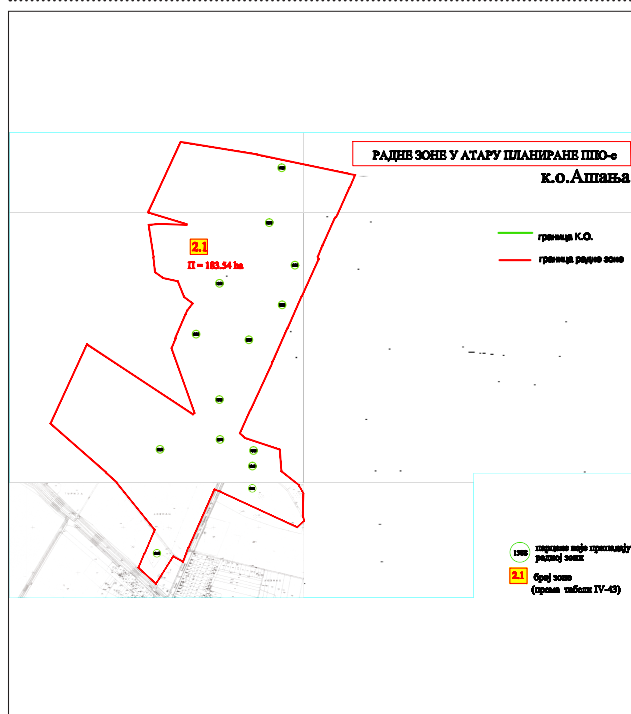 РАДНЕ ЗОНЕ У АТАРУ ПЛАНИРАНЕ ППО-е
к.о.Ашања
2.1
П = 183.54 ha
граница К.О.
граница радне зоне
1588
парцеле које припадају
радној зони
2.1
број зоне
(према табели IV-43)